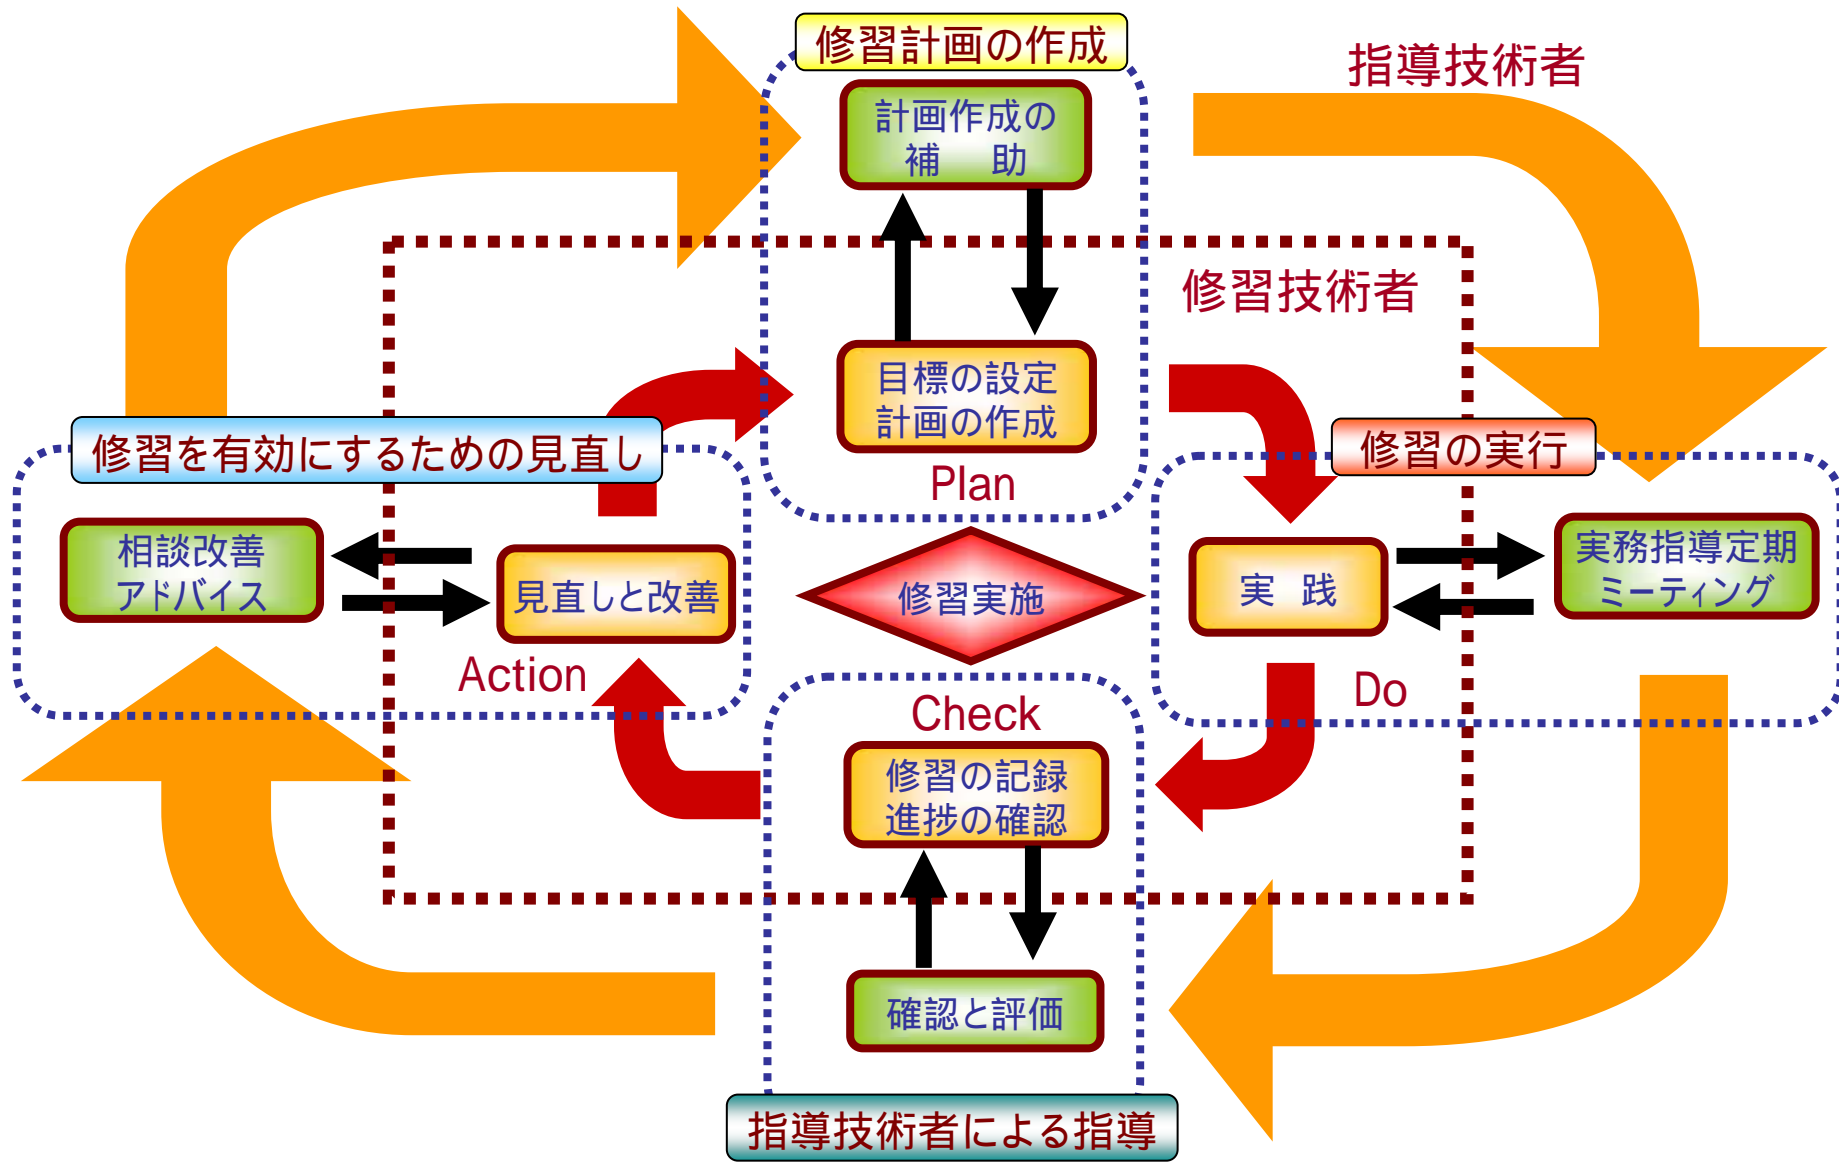 修習計画の作成
指導技術者
計画作成の
補 助
修習技術者
目標の設定
計画の作成
Plan
修習を有効にするための見直し
修習の実行
相談改善
アドバイス
見直しと改善
修習実施
実 践
実務指導定期
ミーティング
Action
Do
Check
修習の記録
進捗の確認
確認と評価
指導技術者による指導